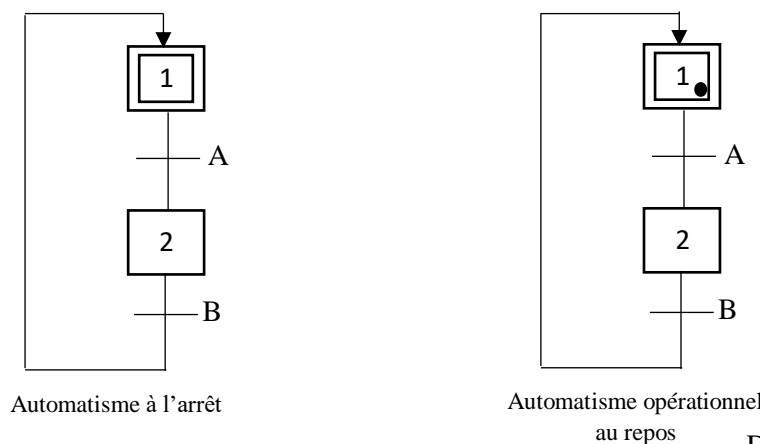 1
A
2
B
Automatisme à l'arrêt
1
A
2
B
Automatisme opérationnel
au repos